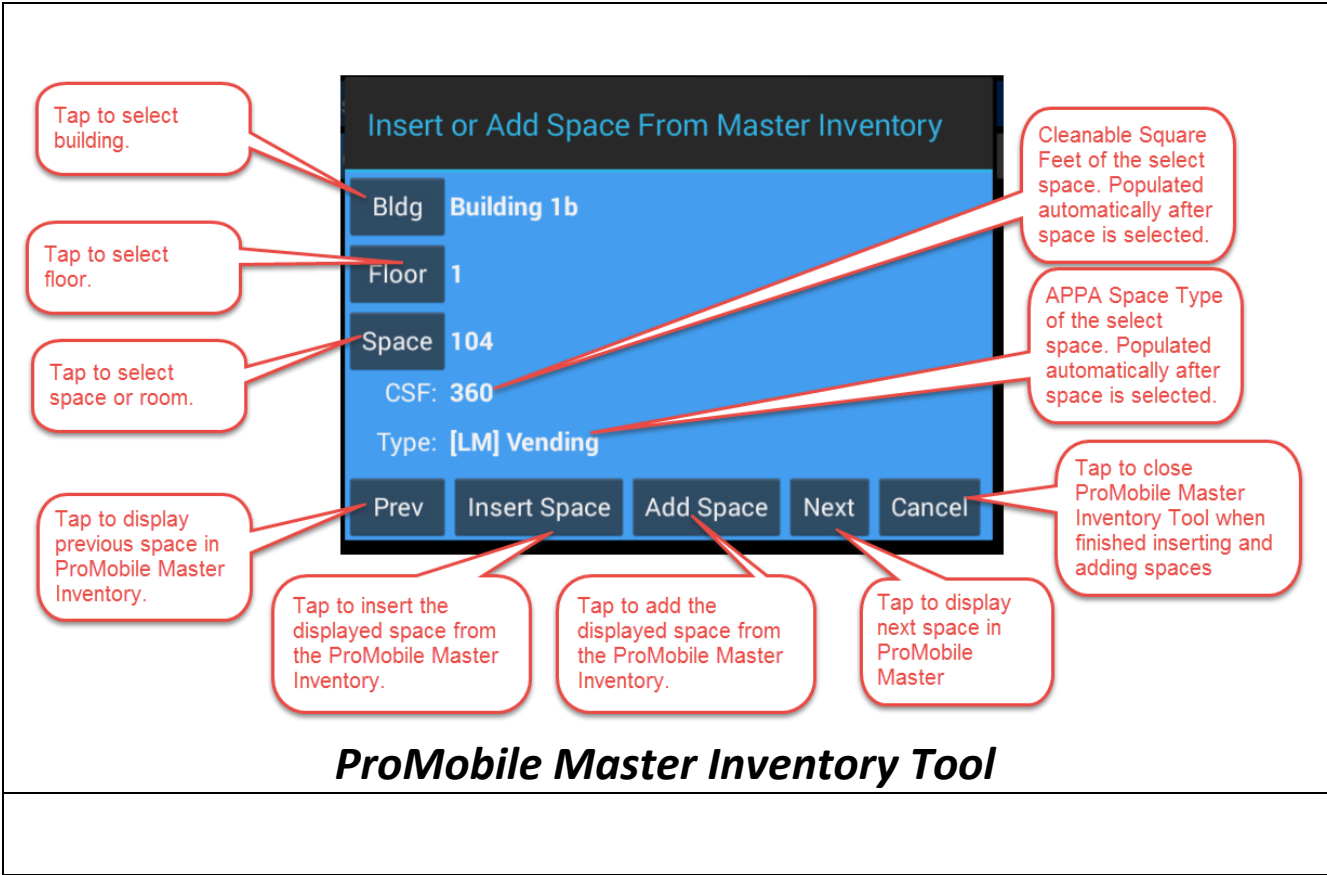 Tap to select
building.
Insert or Add Space From Master Inventory
Cleanable Square
Feet of the select
space. Populated
automatically after
space is selected.
Bldg Building 1b
Tap to select
floor.
Floor 1
APPA Space Type
of the select
space. Populated
automatically after
space is selected.
Space 104
Tap to select
space or room.
CSF: 360
Type: [LM] Vending
Prev Insert Space Add Space Next Cancel
Tap to close
ProMobile Master
Inventory Tool when
finished inserting and
adding spaces
Tap to display
previous space in
ProMobile Master
Inventory.
Tap to insert the
displayed space from
the ProMobile Master
Inventory.
Tap to add the
displayed space from
the ProMobile Master
Inventory.
Tap to display
next space in
ProMobile
Master
ProMobile Master Inventory Tool